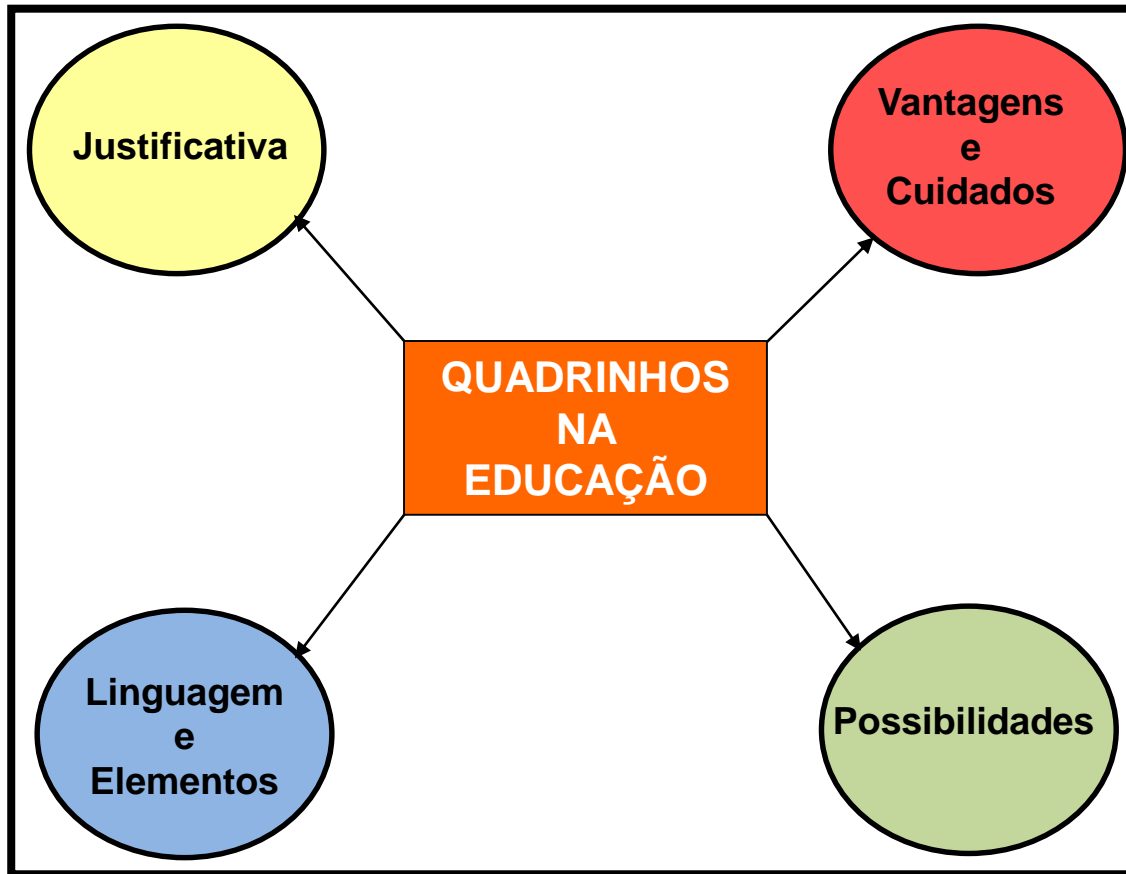 Justificativa
Vantagens
e
Cuidados
QUADRINHOS
NA
EDUCAÇÃO
Linguagem
e
Elementos
Possibilidades